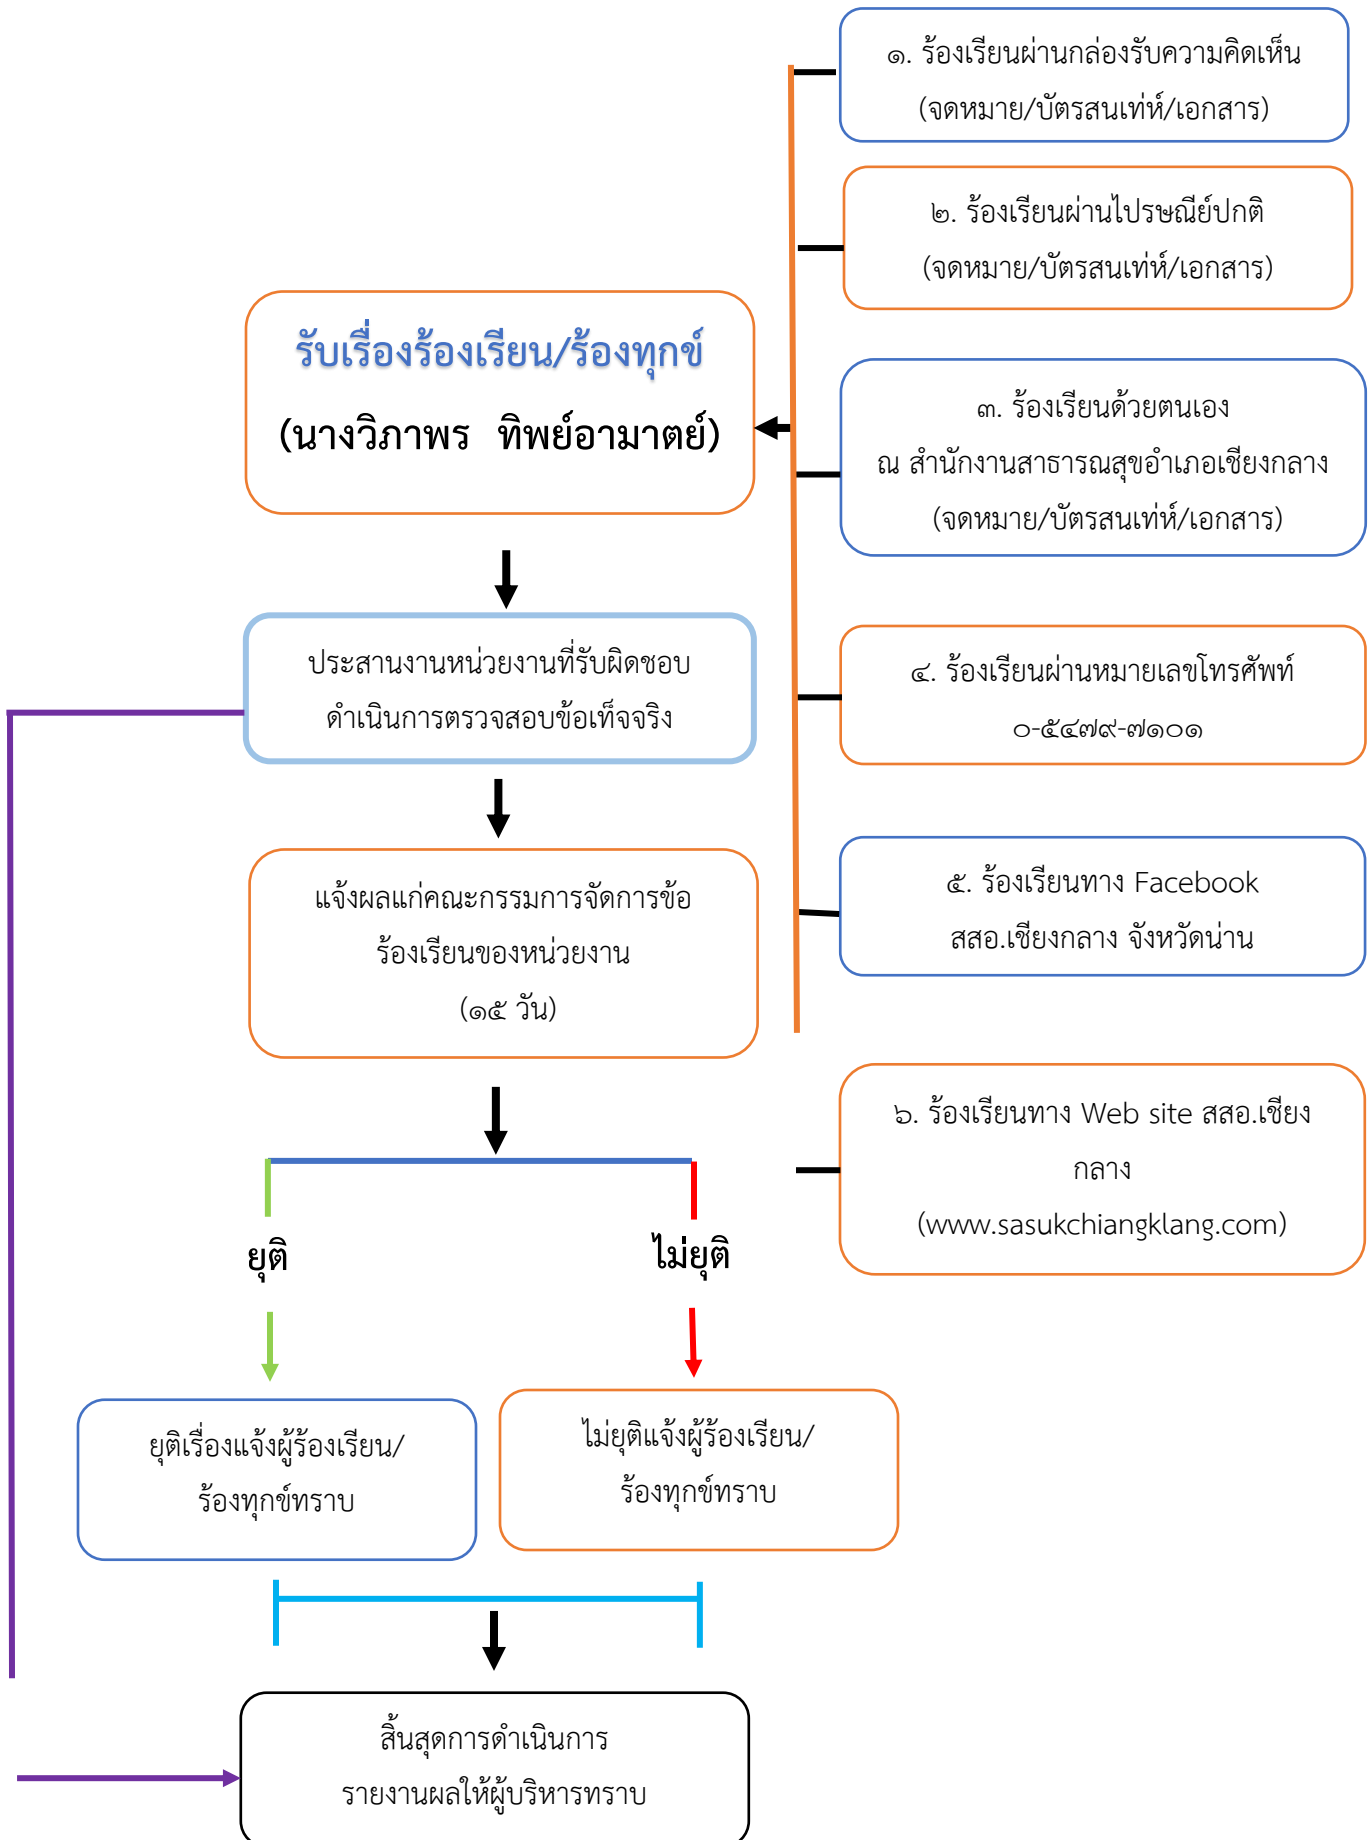 ๑. ร้องเรียนผ่านกล่องรับความคิดเห็น
(จดหมาย/บัตรสนเท่ห์/เอกสาร)
๒. ร้องเรียนผ่านไปรษณีย์ปกติ
(จดหมาย/บัตรสนเท่ห์/เอกสาร)
รับเรื่องร้องเรียน/ร้องทุกข์
(นางวิภาพร ทิพย์อามาตย์)
๓. ร้องเรียนด้วยตนเอง
ณ สำนักงานสาธารณสุขอำเภอเชียงกลาง
(จดหมาย/บัตรสนเท่ห์/เอกสาร)
ประสานงานหน่วยงานที่รับผิดชอบ
ดำเนินการตรวจสอบข้อเท็จจริง
๔. ร้องเรียนผ่านหมายเลขโทรศัพท์
๐-๕๔๗๙-๗๑๐๑
แจ้งผลแก่คณะกรรมการจัดการข้อ
ร้องเรียนของหน่วยงาน
(๑๕ วัน)
๕. ร้องเรียนทาง Facebook
สสอ.เชียงกลาง จังหวัดน่าน
๖. ร้องเรียนทาง Web site สสอ.เชียง
กลาง
(www.sasukchiangklang.com)
ยุติ
ไม่ยุติ
ยุติเรื่องแจ้งผู้ร้องเรียน/
ร้องทุกข์ทราบ
ไม่ยุติแจ้งผู้ร้องเรียน/
ร้องทุกข์ทราบ
สิ้นสุดการดำเนินการ
รายงานผลให้ผู้บริหารทราบ